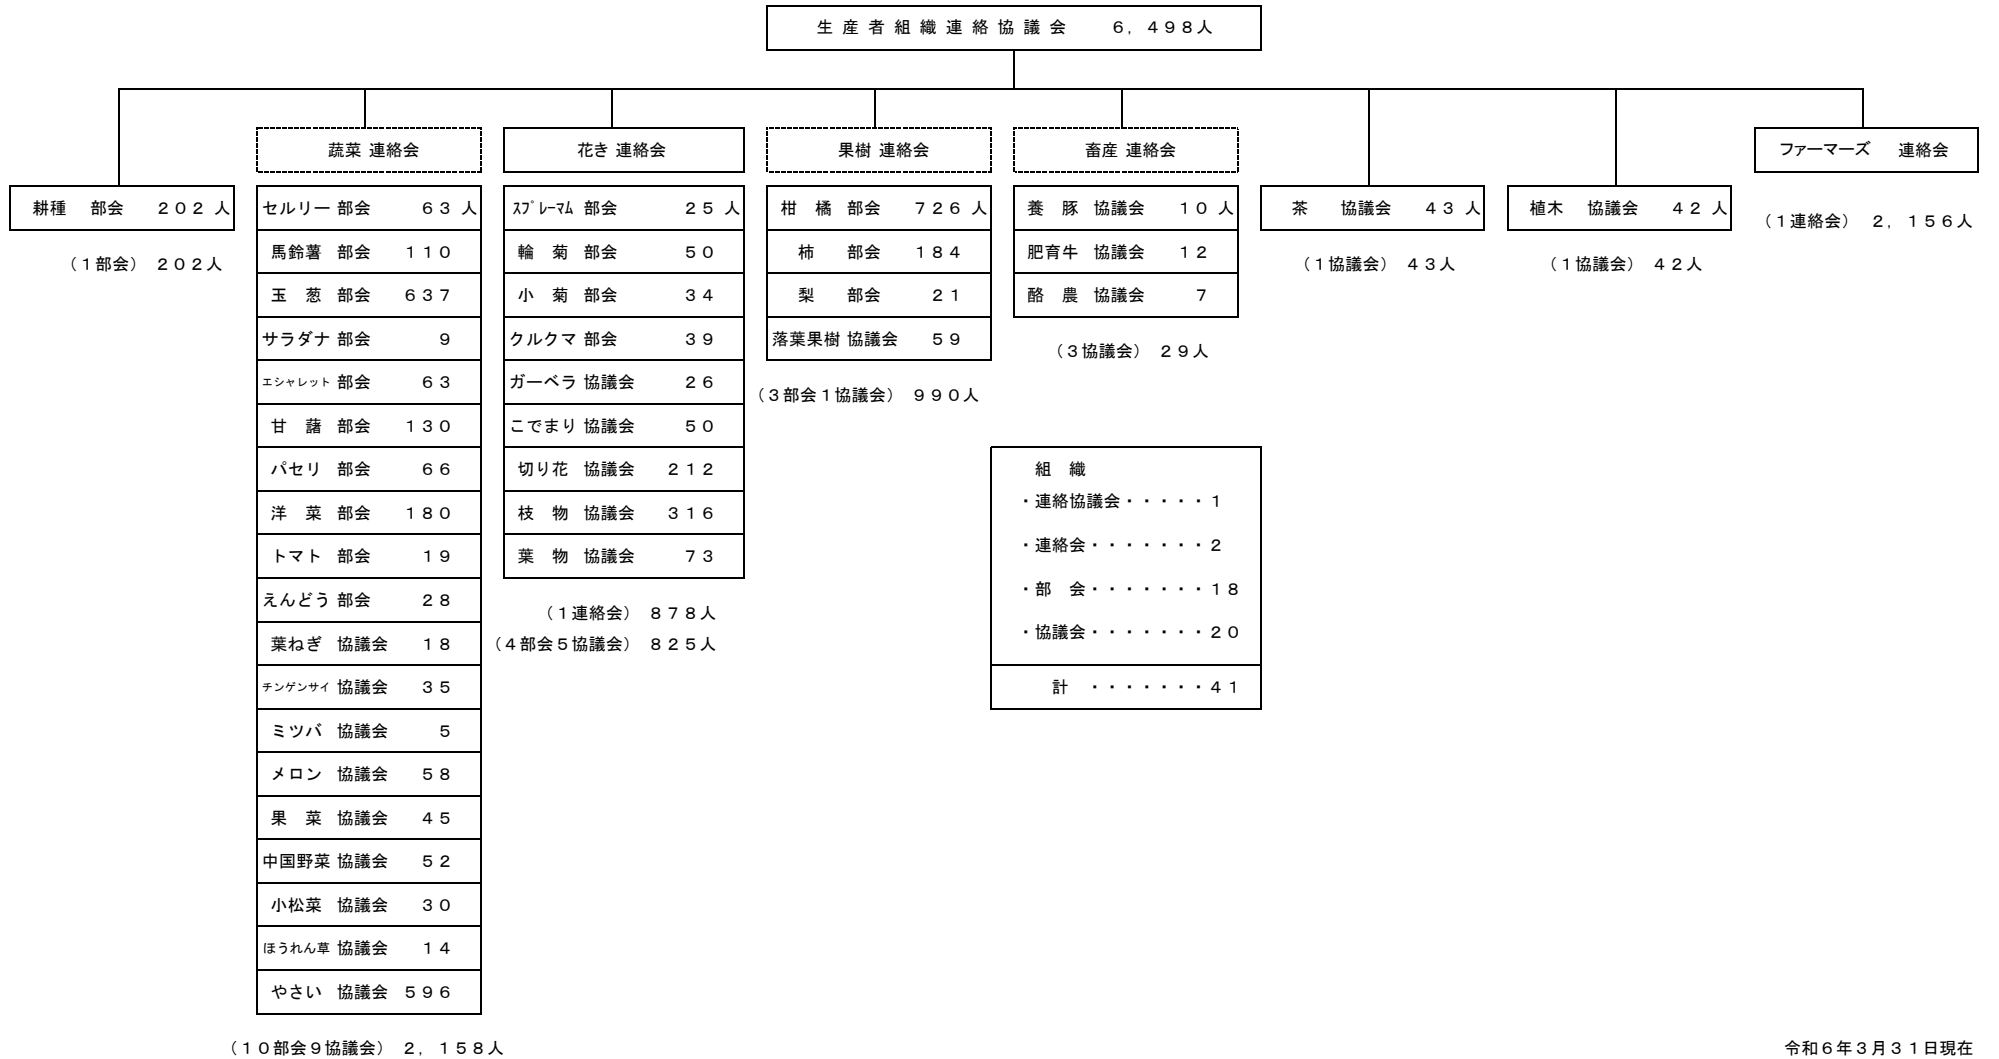 生産者組織連絡協議会 ６，４９８人
蔬菜 連絡会
花き 連絡会
果樹 連絡会
畜産 連絡会
ファーマーズ 連絡会
耕種 部会 ２０２ 人
（１部会） ２０２人
セルリー 部会 ６３ 人
馬鈴薯 部会 １１０
玉 葱 部会 ６３７
サラダナ 部会 ９
エシャレット 部会 ６３
甘 藷 部会 １３０
パセリ 部会 ６６
洋 菜 部会 １８０
トマト 部会 １９
えんどう 部会 ２８
葉ねぎ 協議会 １８
チンゲンサイ 協議会 ３５
ミツバ 協議会 ５
メロン 協議会 ５８
果 菜 協議会 ４５
中国野菜 協議会 ５２
小松菜 協議会 ３０
ほうれん草 協議会 １４
やさい 協議会 ５９６
（１０部会９協議会） ２，１５８人
ｽﾌﾟﾚｰﾏﾑ 部会 ２５ 人
輪 菊 部会 ５０
小 菊 部会 ３４
クルクマ 部会 ３９
ガーベラ 協議会 ２６
こでまり 協議会 ５０
切り花 協議会 ２１２
枝 物 協議会 ３１６
葉 物 協議会 ７３
（１連絡会） ８７８人
（４部会５協議会） ８２５人
柑 橘 部会 ７２６ 人
柿 部会 １８４
梨 部会 ２１
落葉果樹 協議会 ５９
（３部会１協議会） ９９０人
養 豚 協議会 １０ 人
肥育牛 協議会 １２
酪 農 協議会 ７
（３協議会） ２９人
茶 協議会 ４３ 人
（１協議会） ４３人
植木 協議会 ４２ 人
（１協議会） ４２人
（１連絡会） ２，１５６人
組 織
・連絡協議会・・・・・１
・連絡会・・・・・・・２
・部 会・・・・・・・１８
・協議会・・・・・・・２０
計 ・・・・・・・４１
令和６年３月３１日現在